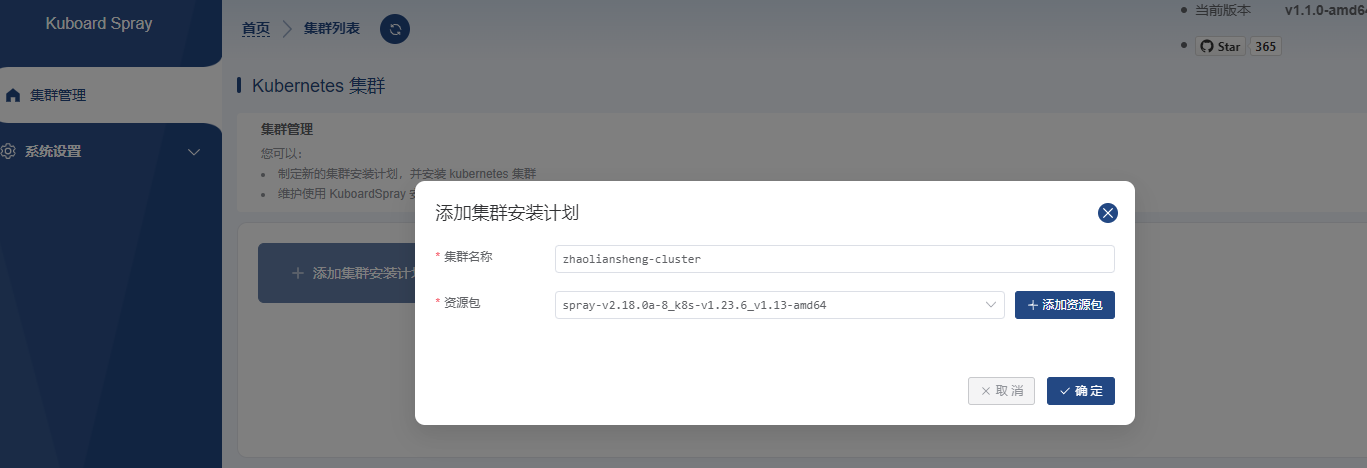 Kuboard Spray
首页
集群列表
当前版本 v1.1.0-amd64
Star 365
集群管理
系统设置
Kubernetes 集群
集群管理
您可以：
制定新的集群安装计划，并安装 kubernetes 集群
维护使用 KuboardSpray
添加集群安装计
添加集群安装计划
* 集群名称
zhaoliansheng-cluster
* 资源包
spray-v2.18.0a-8_k8s-v1.23.6_v1.13-amd64
添加资源包
取消
确定